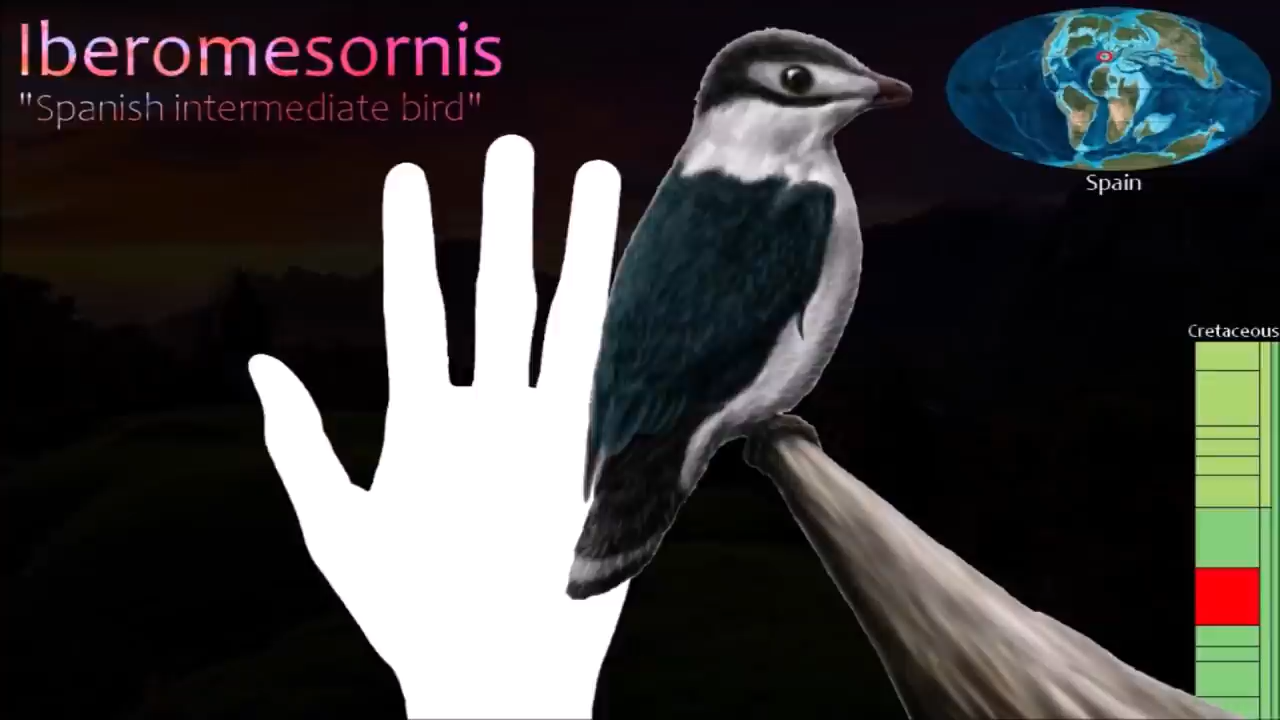 Iberomesornis
"Spanish intermediate bird"
Spain
Cretaceous